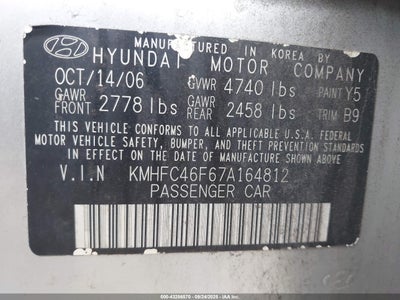 MANUFACTURED IN KOREA BY
HYUNDAI MOTOR COMPANY
OCT/14/06 GVWR 4740 lbs PAINT Y5
GAWR FRONT 2778 lbs GAWR REAR 2458 lbs TRIM B9
THIS VEHICLE CONFORMS TO ALL APPLICABLE U.S.A FEDERAL
MOTOR VEHICLE SAFETY, BUMPER, AND THEFT PREVENTION STANDARDS
IN EFFECT ON THE DATE OF MANUFACTURE SHOWN ABOVE.
V.I.N KMHFC46F67A164812
PASSENGER CAR